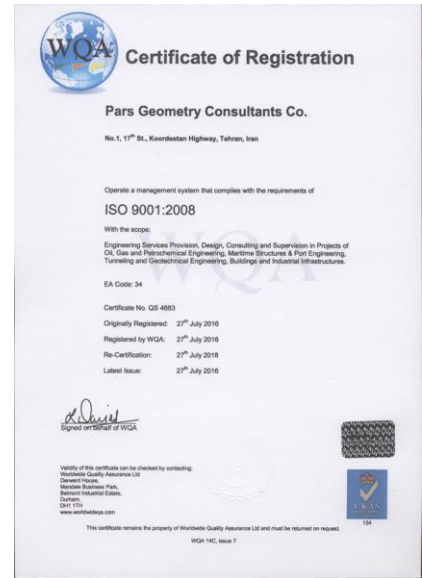 WQA
Certificate of Registration
Pars Geometry Consultants Co.
No.1, 17th St., Koordestan Highway, Tehran, Iran
Operate a management system that complies with the requirements of
ISO 9001:2008
With the scope:
Engineering Services Provision, Design, Consulting and Supervision in Projects of
Oil, Gas and Petrochemical Engineering, Maritime Structures & Port Engineering,
Tunneling and Geotechnical Engineering, Buildings and Industrial Infrastructures.
WQA
EA Code: 34
Certificate No. QS 4683
Originally Registered: 27th July 2016
Registered by WQA: 27th July 2016
Re-Certification: 27th July 2018
Latest Issue: 27th July 2016
Signed on behalf of WQA
Validity of this certificate can be checked by contacting:
Worldwide Quality Assurance Ltd
Derwent House,
Mandale Business Park,
Belmont Industrial Estate,
Durham,
DH1 1TH
www.worldwideqa.com
UKAS
134
This certificate remains the property of Worldwide Quality Assurance Ltd and must be returned on request.
WQA 14C, Issue 7